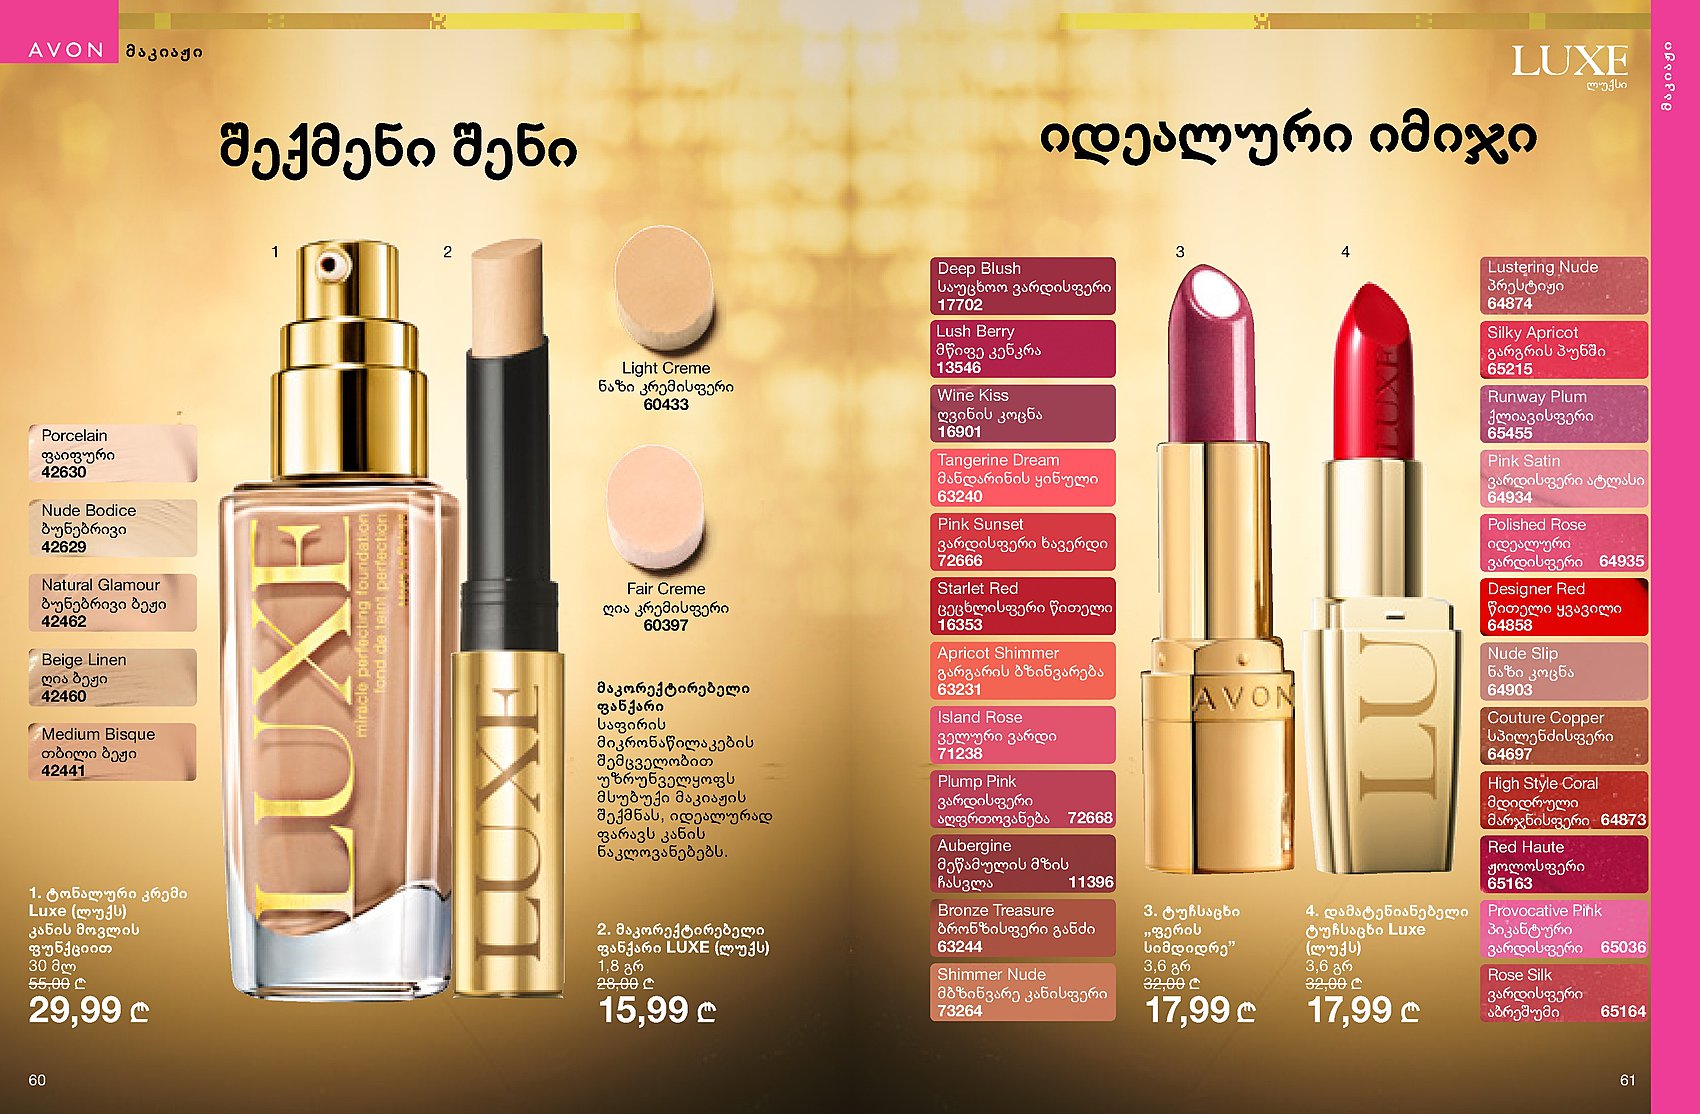 AVON მაკიაჟი
შექმენი შენი
1
2
Porcelain
ფაიფური
42630
Nude Bodice
ბუნებრივი
42629
Natural Glamour
ბუნებრივი ბეჟი
42462
Beige Linen
ღია ბეჟი
42460
Medium Bisque
თბილი ბეჟი
42441
LUXE
miracle perfecting foundation
fond de teint perfection
LUXE
Light Creme
ნაზი კრემისფერი
60433
Fair Creme
ღია კრემისფერი
60397
მაკორექტირებელი
ფანქარი
საფირის
მიკრონაწილაკების
შემცველობით
უზრუნველყოფს
მსუბუქი მაკიაჟის
შექმნას, იდეალურად
ფარავს კანის
ნაკლოვანებებს.
1. ტონალური კრემი
Luxe (ლუქს)
კანის მოვლის
ფუნქციით
30 მლ
55,00 ₾
29,99 ₾
2. მაკორექტირებელი
ფანქარი LUXE (ლუქს)
1,8 გრ
28,00 ₾
15,99 ₾
60
LUXE
ლუქსი
მაკიაჟი
იდეალური იმიჯი
3
4
Deep Blush
საუცხოო ვარდისფერი
17702
Lush Berry
მწიფე კენკრა
13546
Wine Kiss
ღვინის კოცნა
16901
Tangerine Dream
მანდარინის ყინული
63240
Pink Sunset
ვარდისფერი ხავერდი
72666
Starlet Red
ცეცხლისფერი წითელი
16353
Apricot Shimmer
გარგარის ბზინვარება
63231
Island Rose
ველური ვარდი
71238
Plump Pink
ვარდისფერი
აღფრთოვანება 72668
Aubergine
მეწამულის მზის
ჩასვლა 11396
Bronze Treasure
ბრონზისფერი განძი
63244
Shimmer Nude
მბზინვარე კანისფერი
73264
AVON
LUXE
LU
3. ტუჩსაცხი
„ფერის
სიმდიდრე”
3,6 გრ
32,00 ₾
17,99 ₾
4. დამატენიანებელი
ტუჩსაცხი Luxe
(ლუქს)
3,6 გრ
32,00 ₾
17,99 ₾
Lustering Nude
პრესტიჟი
64874
Silky Apricot
გარგრის პუნში
65215
Runway Plum
ქლიავისფერი
65455
Pink Satin
ვარდისფერი ატლასი
64934
Polished Rose
იდეალური
ვარდისფერი 64935
Designer Red
წითელი ყვავილი
64858
Nude Slip
ნაზი კოცნა
64903
Couture Copper
სპილენძისფერი
64697
High Style Coral
მდიდრული
მარჯნისფერი 64873
Red Haute
ჟოლოსფერი
65163
Provocative Pink
პიკანტური
ვარდისფერი 65036
Rose Silk
ვარდისფერი
აბრეშუმი 65164
61